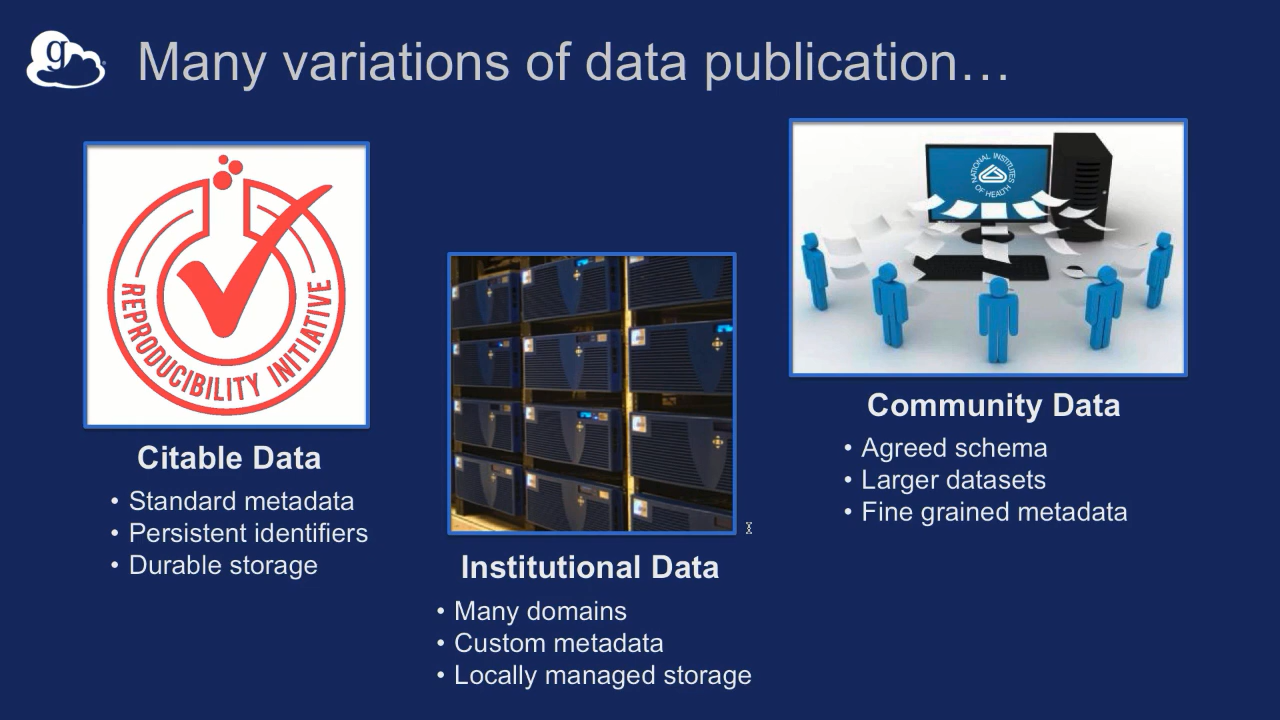 g
Many variations of data publication…
REPRODUCIBILITY INITIATIVE
Citable Data
• Standard metadata
• Persistent identifiers
• Durable storage
Institutional Data
• Many domains
• Custom metadata
• Locally managed storage
NATIONAL INSTITUTES
OF HEALTH
Community Data
• Agreed schema
• Larger datasets
• Fine grained metadata